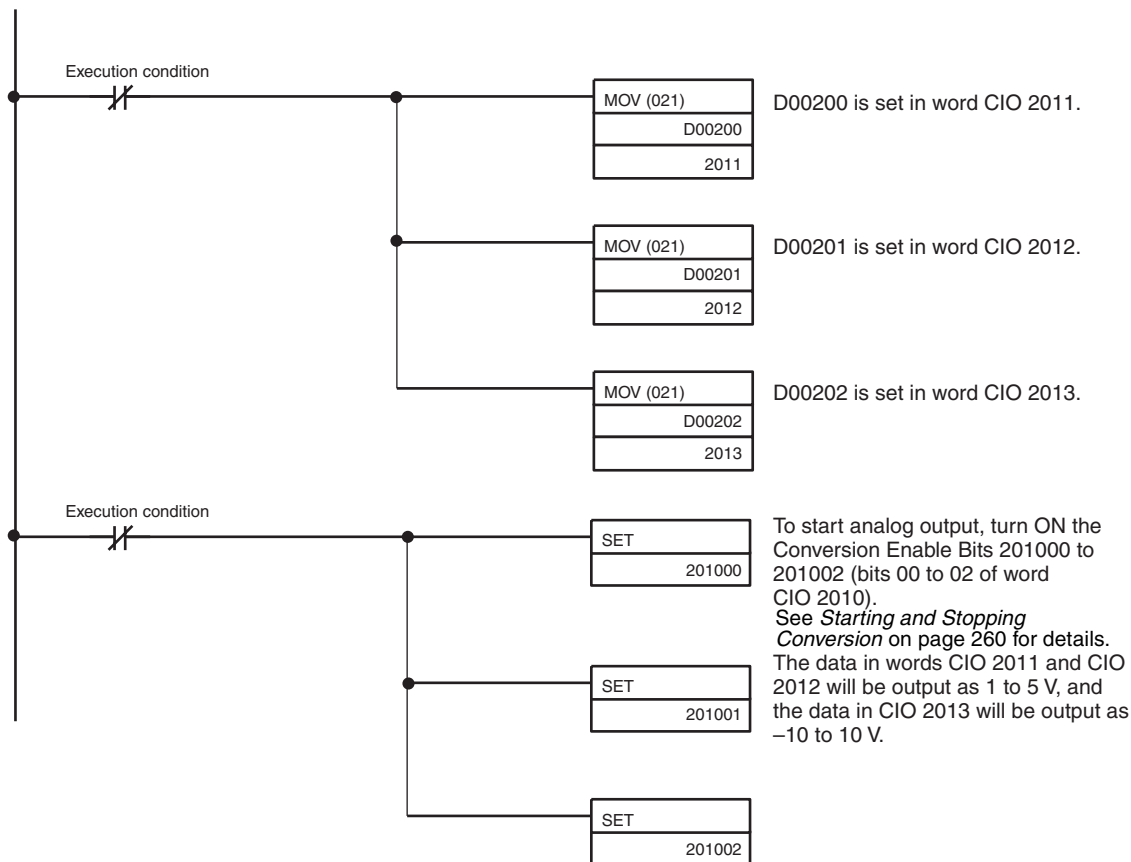 Execution condition
MOV (021)
D00200
2011
D00200 is set in word CIO 2011.
MOV (021)
D00201
2012
D00201 is set in word CIO 2012.
MOV (021)
D00202
2013
D00202 is set in word CIO 2013.
Execution condition
SET
201000
To start analog output, turn ON the
Conversion Enable Bits 201000 to
201002 (bits 00 to 02 of word
CIO 2010).
See Starting and Stopping
Conversion on page 260 for details.
The data in words CIO 2011 and CIO
2012 will be output as 1 to 5 V, and
the data in CIO 2013 will be output as
–10 to 10 V.
SET
201001
SET
201002